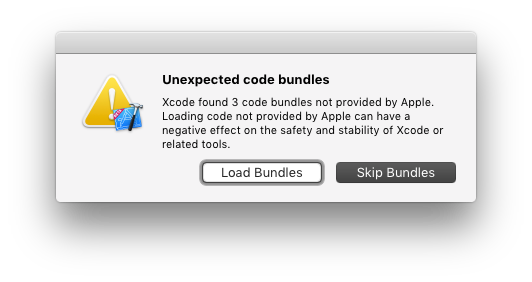 Unexpected code bundles
Xcode found 3 code bundles not provided by Apple.
Loading code not provided by Apple can have a
negative effect on the safety and stability of Xcode or
related tools.
Load Bundles
Skip Bundles